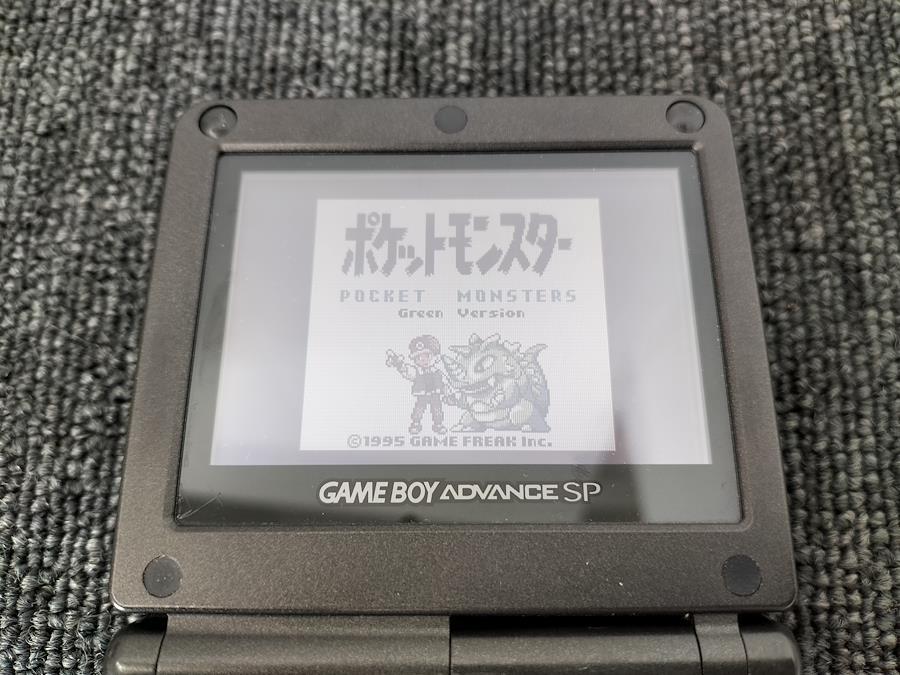 ポケットモンスター
POCKET MONSTERS
Green Version
©1995 GAME FREAK Inc.
GAME BOY ADVANCE SP